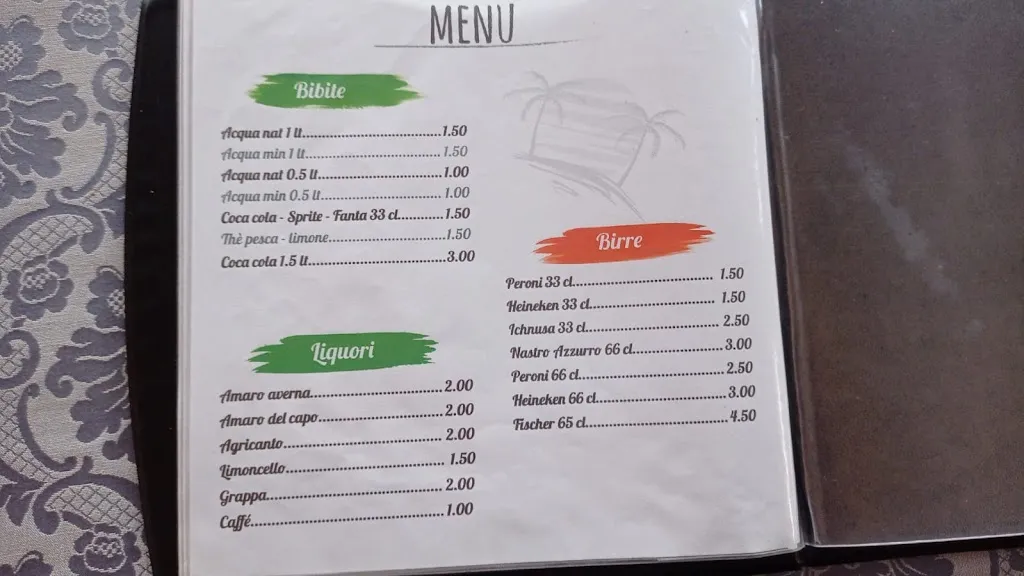 MENU
Bibite
Acqua nat 1 lt.....................................1.50
Acqua min 1 lt....................................1.50
Acqua nat 0.5 lt.................................1.00
Acqua min 0.5 lt.................................1.00
Coca cola - Sprite - Fanta 33 cl............1.50
Thè pesca - limone..............................1.50
Coca cola 1.5 lt....................................3.00
Liquori
Amaro averna...................................2.00
Amaro del capo.................................2.00
Agricanto..........................................2.00
Limoncello.......................................... 1.50
Grappa...............................................2.00
Caffé...................................................1.00
Birre
Peroni 33 cl.................................... 1.50
Heineken 33 cl................................ 1.50
Ichnusa 33 cl................................... 2.50
Nastro Azzurro 66 cl........................3.00
Peroni 66 cl......................................2.50
Heineken 66 cl..................................3.00
Fischer 65 cl.....................................4.50